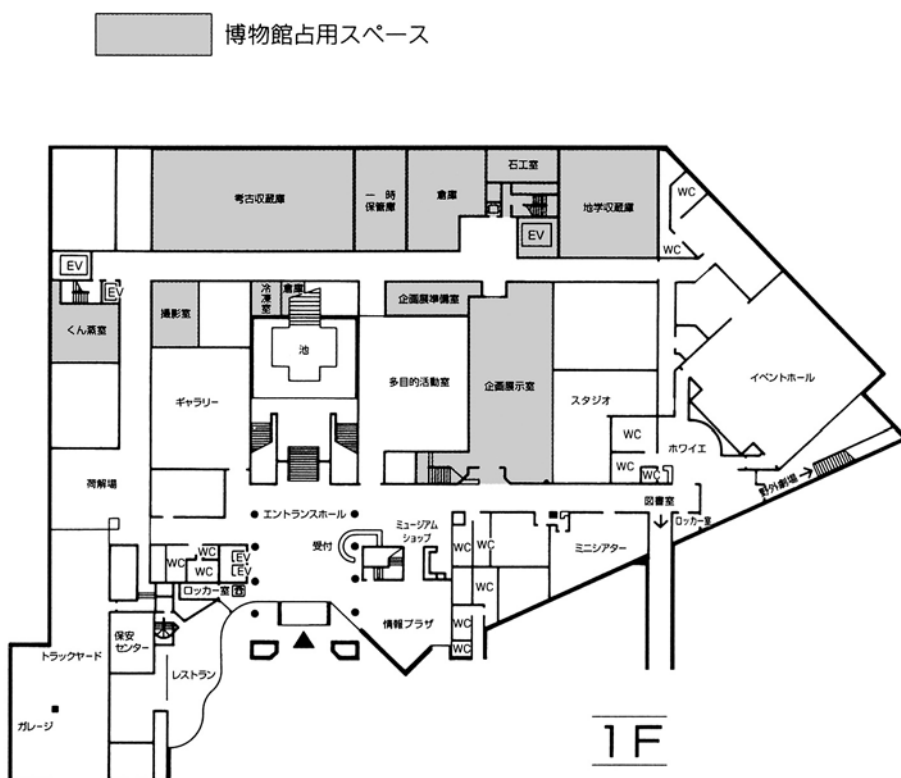 博物館占用スペース
石工室
WC
考古収蔵庫
一時
保管庫
倉庫
地学収蔵庫
EV
WC
EV
EV
冷凍室
倉庫
企画展準備室
撮影室
くん蒸室
池
多目的活動室
企画展示室
イベントホール
ギャラリー
スタジオ
WC
ホワイエ
WC
WC
荷解場
野外劇場
図書室
エントランスホール
ミュージアム
ショップ
ロッカー室
受付
ミニシアター
WC
WC
WC
WC
WC
EV
EV
WC
ロッカー室
情報プラザ
WC
WC
保安
センター
トラックヤード
レストラン
ガレージ
1F